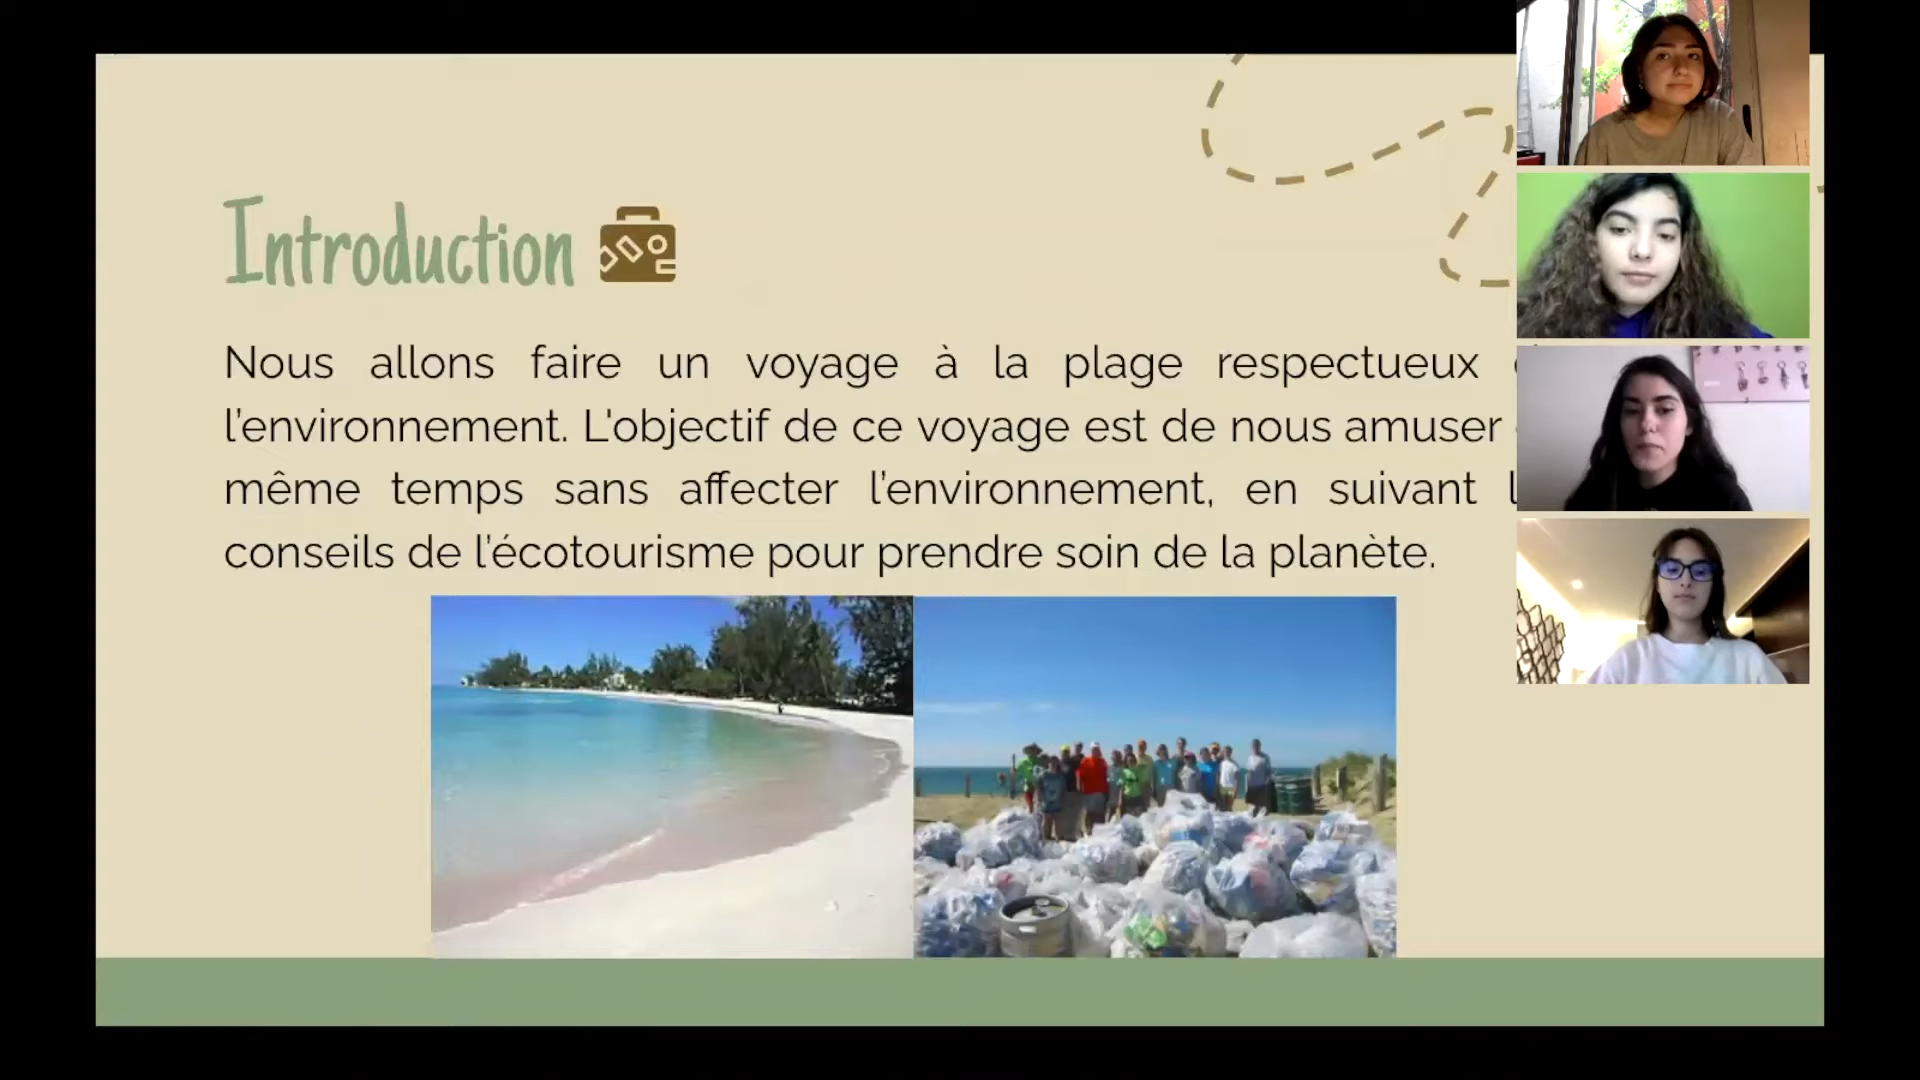 Introduction
Nous allons faire un voyage à la plage respectueux
l'environnement. L'objectif de ce voyage est de nous amuser
même temps sans affecter l'environnement, en suivant
conseils de l'écotourisme pour prendre soin de la planète.